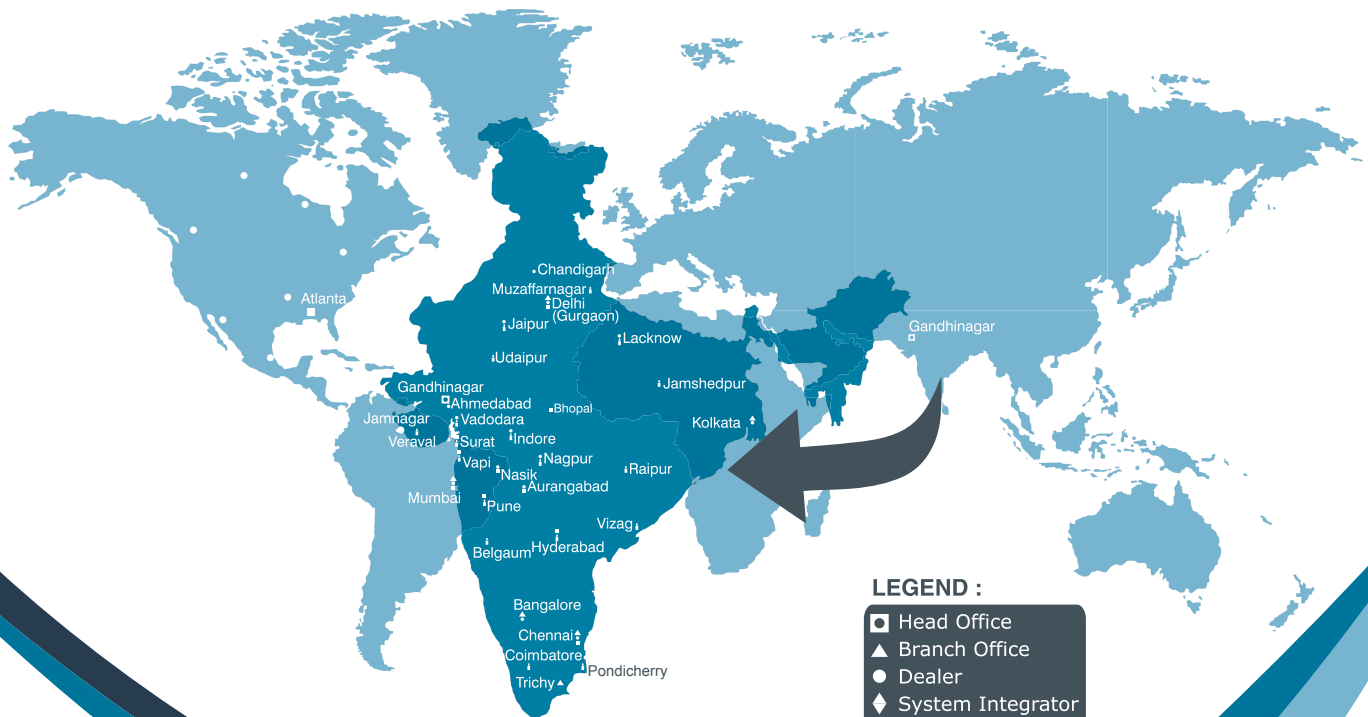 Chandigarh
Muzaffarnagar
Delhi
(Gurgaon)
Atlanta
Jaipur
Gandhinagar
Lacknow
Udaipur
Jamshedpur
Gandhinagar
Ahmedabad
Bhopal
Jamnagar
Vadodara
Kolkata
Veraval
Surat
Indore
Vapi
Nagpur
Nasik
Raipur
Aurangabad
Mumbai
Pune
Vizag
Belgaum
Hyderabad
Bangalore
Chennai
Coimbatore
Pondicherry
Trichy
LEGEND :
Head Office
Branch Office
Dealer
System Integrator